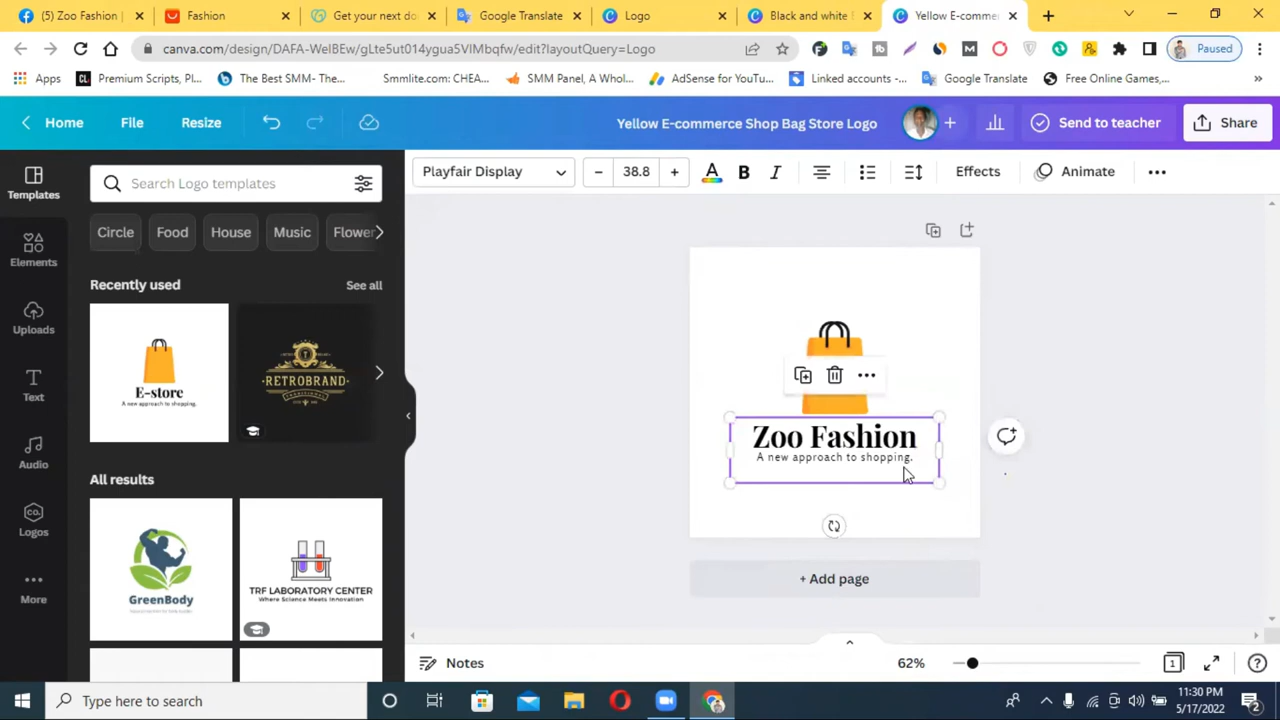 (5) Zoo Fashion |
Fashion
Get your next do
Google Translate
Logo
Black and white
Yellow E-comme
canva.com/design/DAFA-WelBEw/gLte5ut014ygua5VIMbqfw/edit?layoutQuery=Logo
Paused
Apps
Premium Scripts, Pl...
The Best SMM- The...
Smmlite.com: CHEA...
SMM Panel, A Whol...
AdSense for YouTu...
Linked accounts -...
Google Translate
Free Online Games,...
Home
File
Resize
Yellow E-commerce Shop Bag Store Logo
Send to teacher
Share
Templates
Elements
Uploads
Text
Audio
Logos
More
Search Logo templates
Circle
Food
House
Music
Flower
Recently used
See all
E-store
A new approach to shopping.
RETROBRAND
All results
GreenBody
TRF LABORATORY CENTER
Where Science Meets Innovation
Playfair Display
38.8
A
B
I
Effects
Animate
Zoo Fashion
A new approach to shopping.
+ Add page
Notes
62%
1
Type here to search
11:30 PM
5/17/2022
2